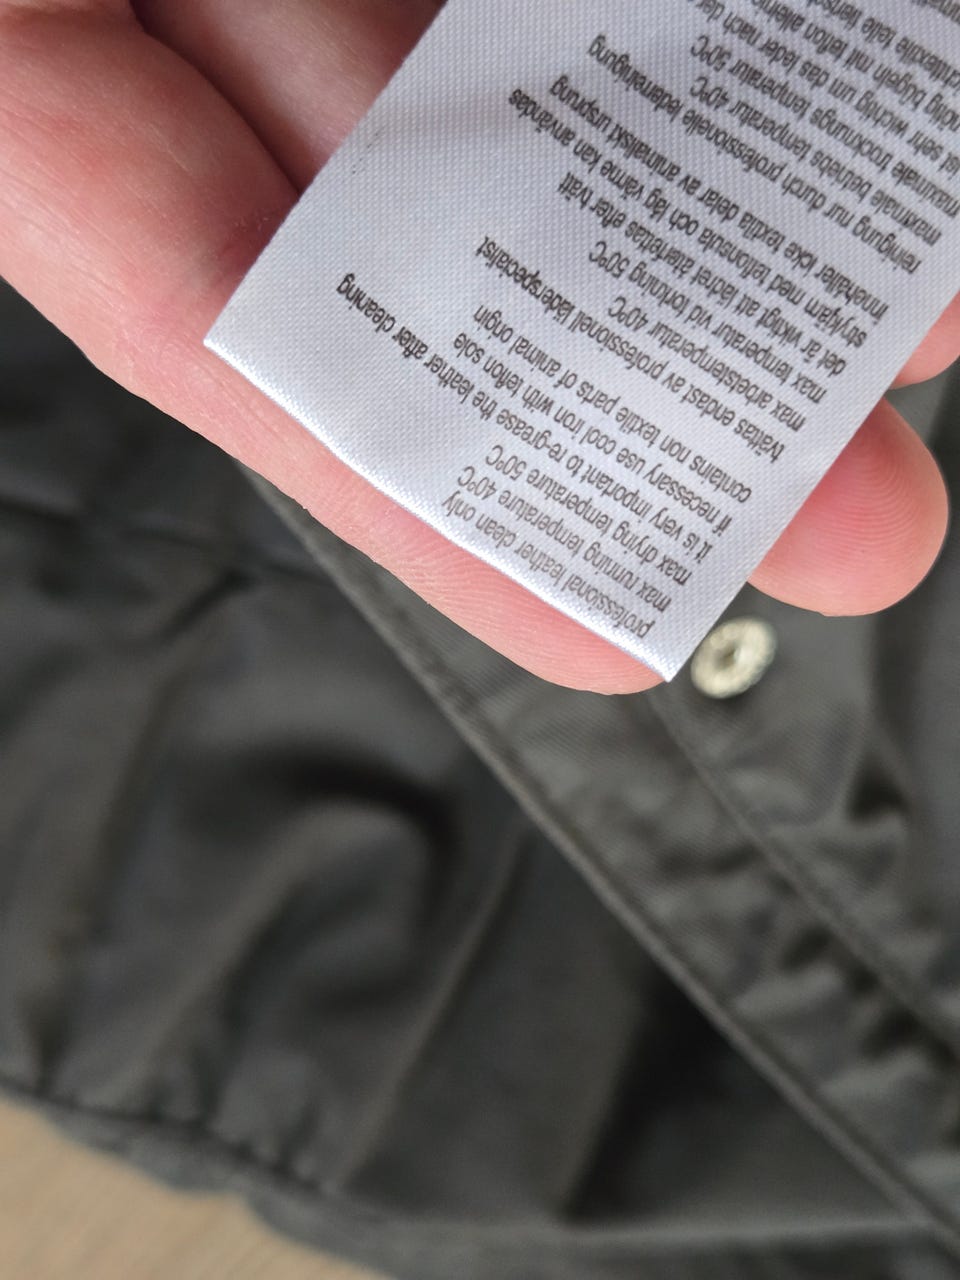 professional leather clean only
max running temperature 40°C
max drying temperature 50°C
it is very important to re-grease the leather after cleaning
if necessary use cool iron with teflon sole
contains non textile parts of animal origin
tvättas endast av professionell läderspecialist
max arbetstemperatur 40°C
max temperatur vid torkning 50°C
det är viktigt att lädret återfettas efter tvätt
strykjärn med teflonsula och låg värme kan användas
innehåller icke textila delar av animaliskt ursprung
reinigung nur durch professionelle lederreinigung
maximale betriebs temperatur 40°C
maximale trocknungs temperatur 50°C
ist sehr wichtig um das leder nach der
bügeln mit teflon
teile